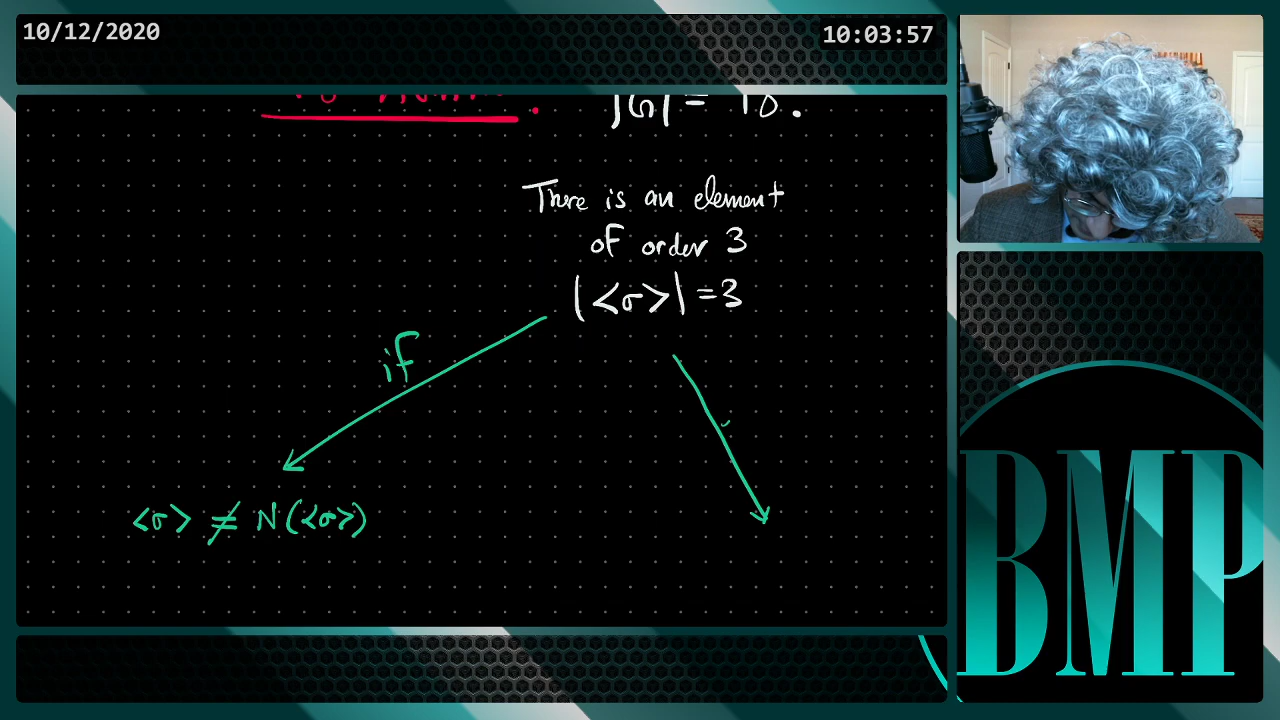 10/12/2020
10:03:57
|G| = 18.
There is an element
of order 3
|<σ>| = 3
if
<σ> ≠ N(<σ>)
BMP